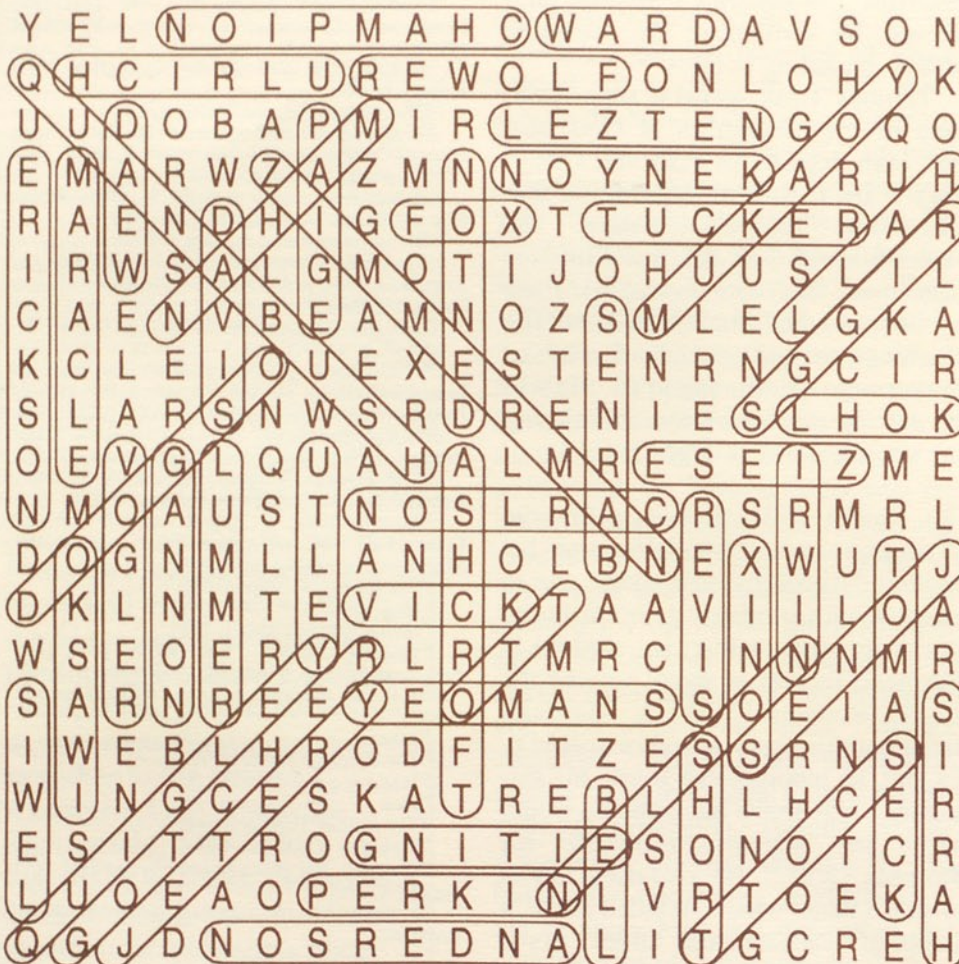 Y E L N O I P M A H C W A R D A V S O N
Q H C I R L U R E W O L F O N L O H Y K
U U D O B A P M I R L E Z T E N G O Q O
E M A R W Z A Z M N N O Y N E K A R U H
R A E N D H I G F O X T T U C K E R A R
I R W S A L G M O T I J O H U U S L I L
C A E N V B E A M N O Z S M L E L G K A
K C L E I O U E X E S T E N R N G C I R
S L A R S N W S R D R E N I E S L H O K
O E V G L Q U A H A L M R E S E I Z M E
N M O A U S T N O S L R A C R S R M R L
D O G N M L L A N H O L B N E X W U T J
D K L N M T E V I C K T A A V I I L O A
W S E O E R Y R L R T M R C I N N N M R
S A R N R E E Y E O M A N S S O E I A S
I W E B L H R O D F I T Z E S S R N S I
W I N G C E S K A T R E B L H L H C E R
E S I T T R O G N I T I E S O N O T C R
L U O E A O P E R K I N L V R T O E K A
Q G J D N O S R E D N A L I T G C R E H